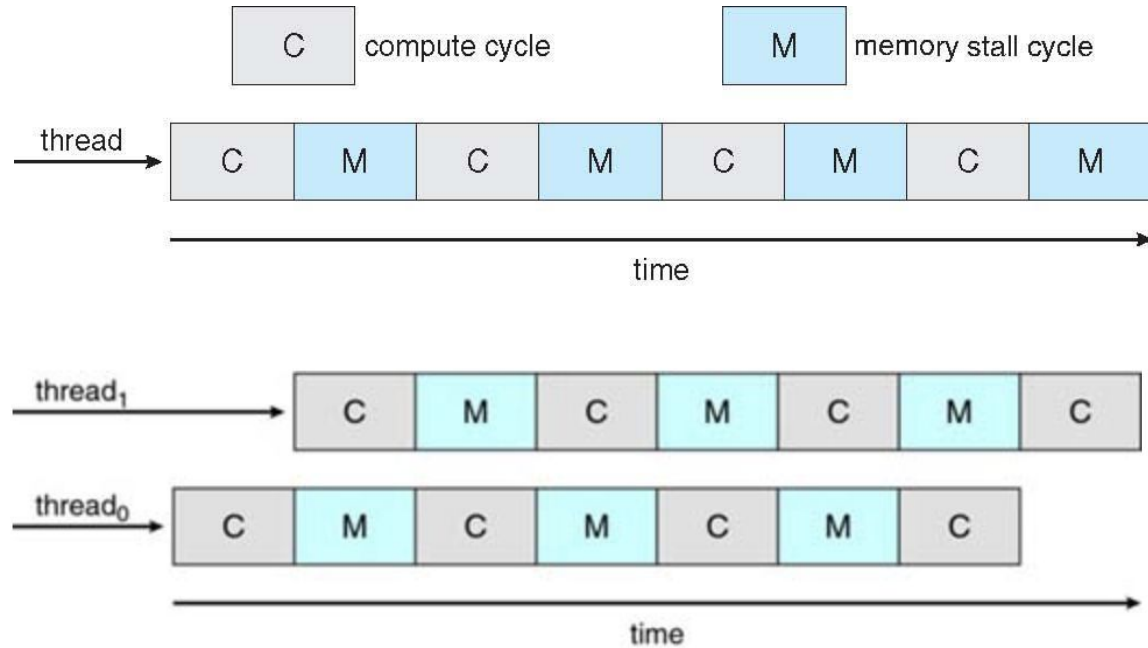 C compute cycle M memory stall cycle
thread C M C M C M C M
time
thread₁ C M C M C M C
thread₀ C M C M C M C
time